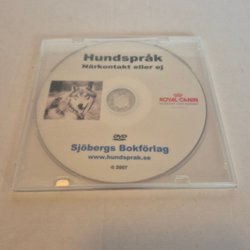 Hundspråk
Närkontakt eller ej
ROYAL CANIN
DVD
Sjöbergs Bokförlag
www.hundsprak.se
© 2007